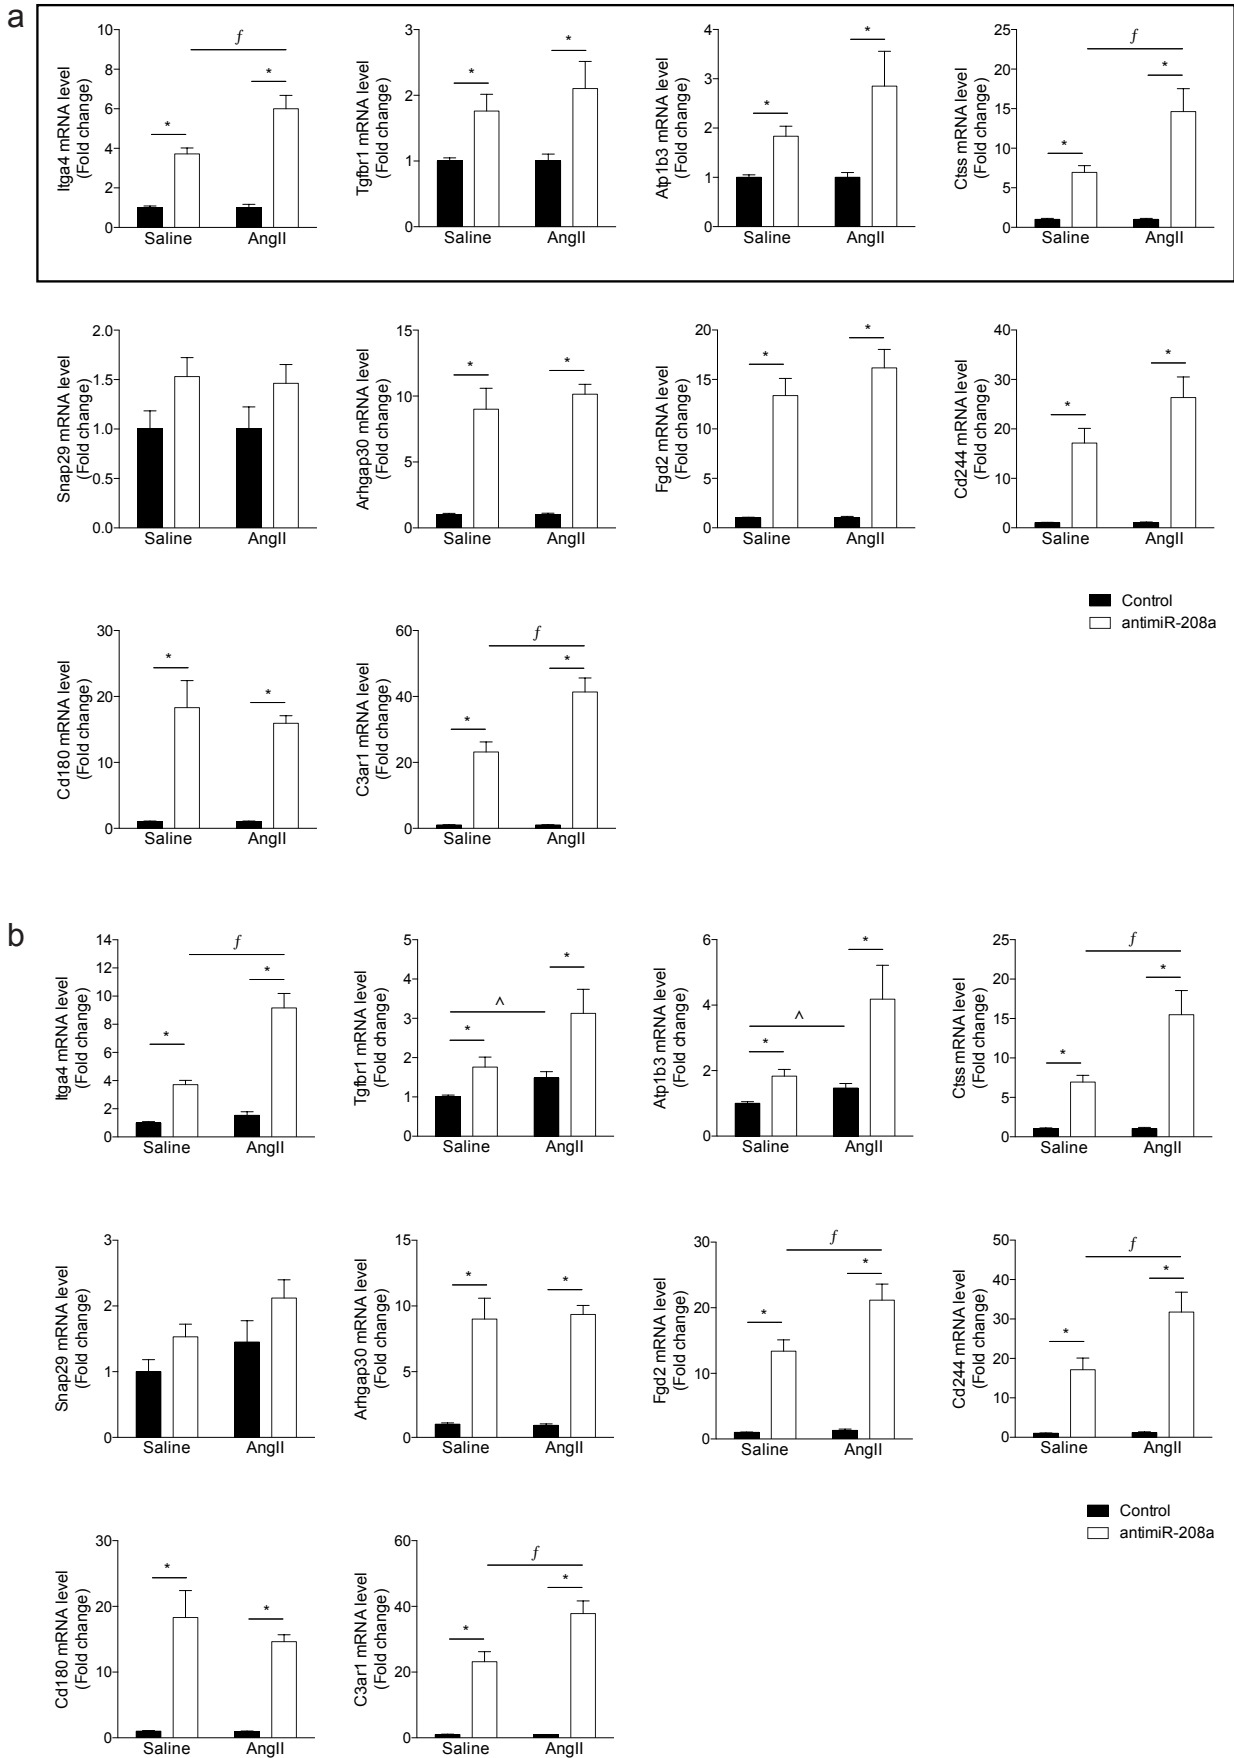 a
Itga4 mRNA level
(Fold change)
10
8
6
4
2
0
ƒ
*
*
Saline AngII
Tgfbr1 mRNA level
(Fold change)
3
2
1
0
*
*
Saline AngII
Atp1b3 mRNA level
(Fold change)
4
3
2
1
0
*
*
Saline AngII
Ctss mRNA level
(Fold change)
25
20
15
10
5
0
ƒ
*
*
Saline AngII
Snap29 mRNA level
(Fold change)
2.0
1.5
1.0
0.5
0.0
Saline AngII
Arhgap30 mRNA level
(Fold change)
15
10
5
0
*
*
Saline AngII
Fgd2 mRNA level
(Fold change)
20
15
10
5
0
*
*
Saline AngII
Cd244 mRNA level
(Fold change)
40
30
20
10
0
*
*
Saline AngII
Control
antimiR-208a
Cd180 mRNA level
(Fold change)
30
20
10
0
*
*
Saline AngII
C3ar1 mRNA level
(Fold change)
60
40
20
0
ƒ
*
*
Saline AngII
b
Itga4 mRNA level
(Fold change)
14
12
10
8
6
4
2
0
ƒ
*
*
Saline AngII
Tgfbr1 mRNA level
(Fold change)
5
4
3
2
1
0
*
^
*
Saline AngII
Atp1b3 mRNA level
(Fold change)
6
4
2
0
*
^
*
Saline AngII
Ctss mRNA level
(Fold change)
25
20
15
10
5
0
ƒ
*
*
Saline AngII
Snap29 mRNA level
(Fold change)
3
2
1
0
Saline AngII
Arhgap30 mRNA level
(Fold change)
15
10
5
0
*
*
Saline AngII
Fgd2 mRNA level
(Fold change)
30
20
10
0
ƒ
*
*
Saline AngII
Cd244 mRNA level
(Fold change)
50
40
30
20
10
0
ƒ
*
*
Saline AngII
Control
antimiR-208a
Cd180 mRNA level
(Fold change)
30
20
10
0
*
*
Saline AngII
C3ar1 mRNA level
(Fold change)
60
40
20
0
ƒ
*
*
Saline AngII